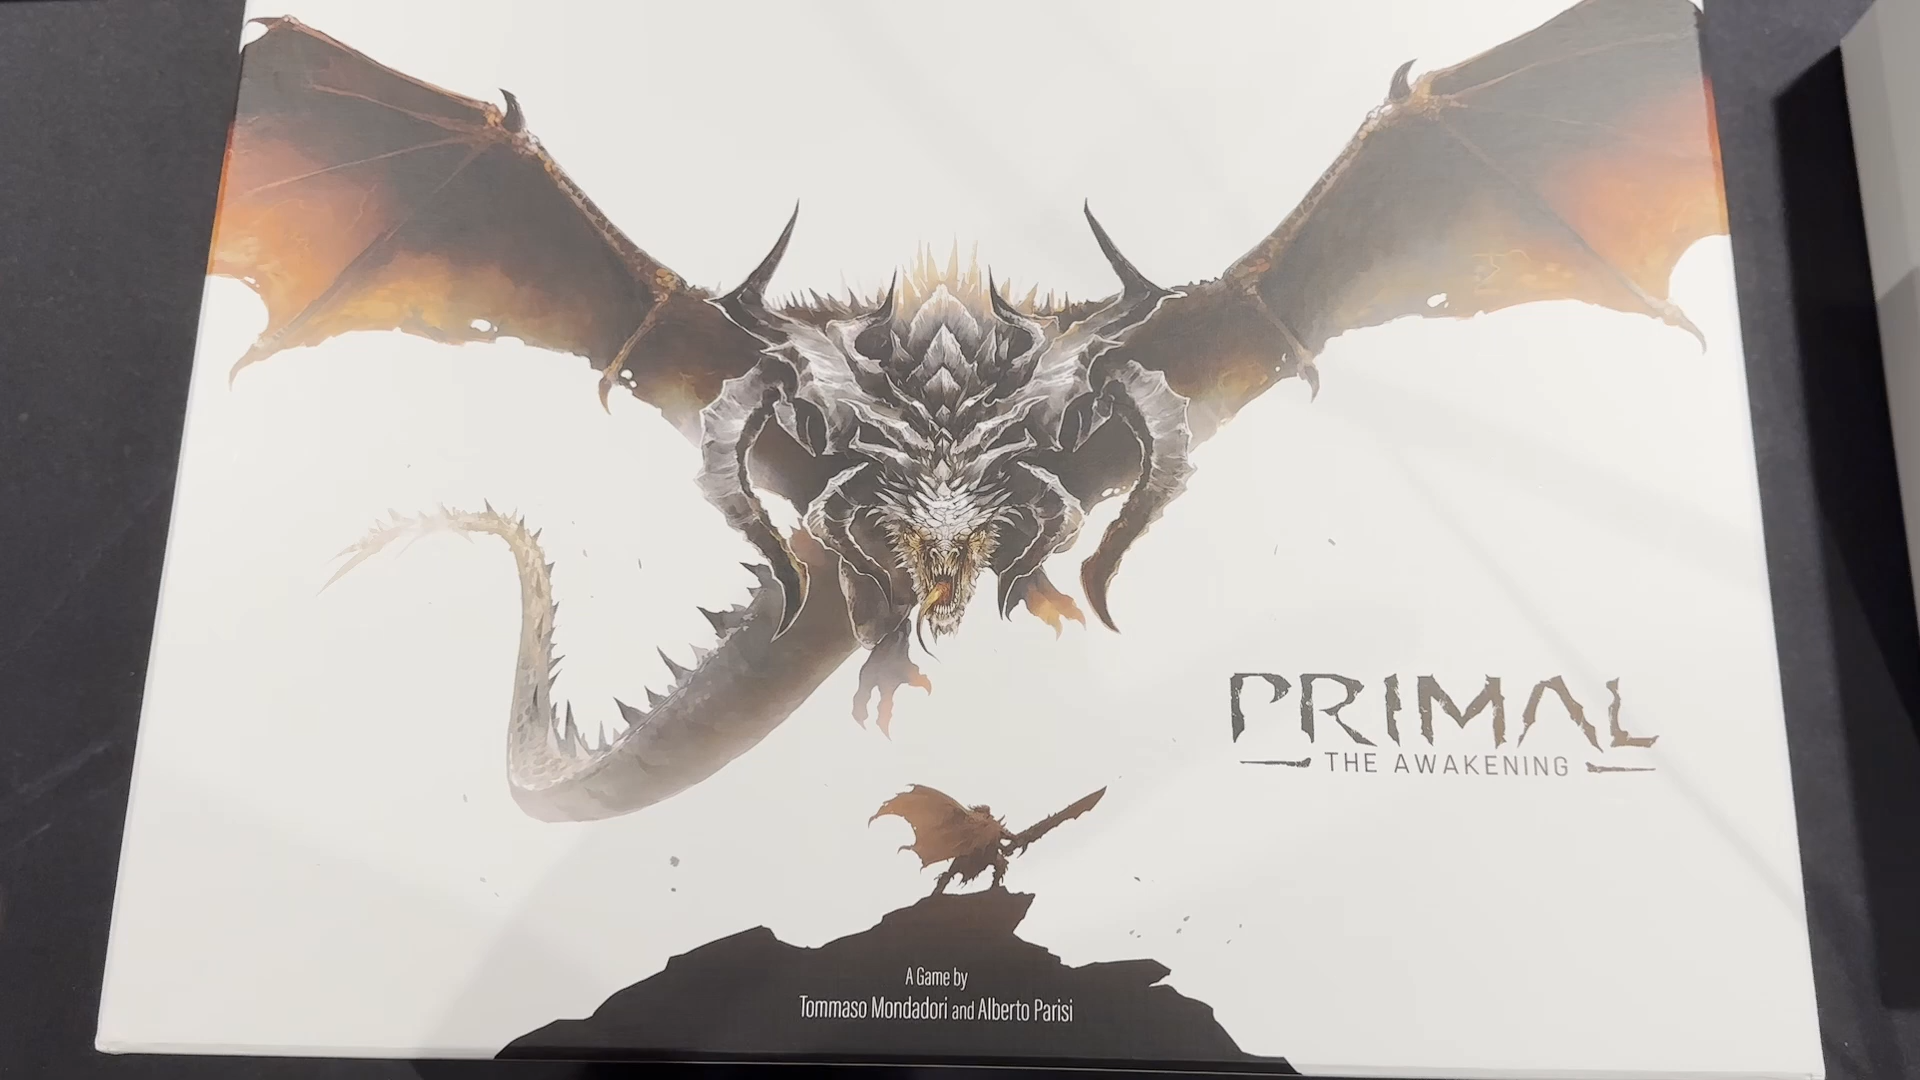 PRIMAL
THE AWAKENING
A Game by
Tommaso Mondadori and Alberto Parisi